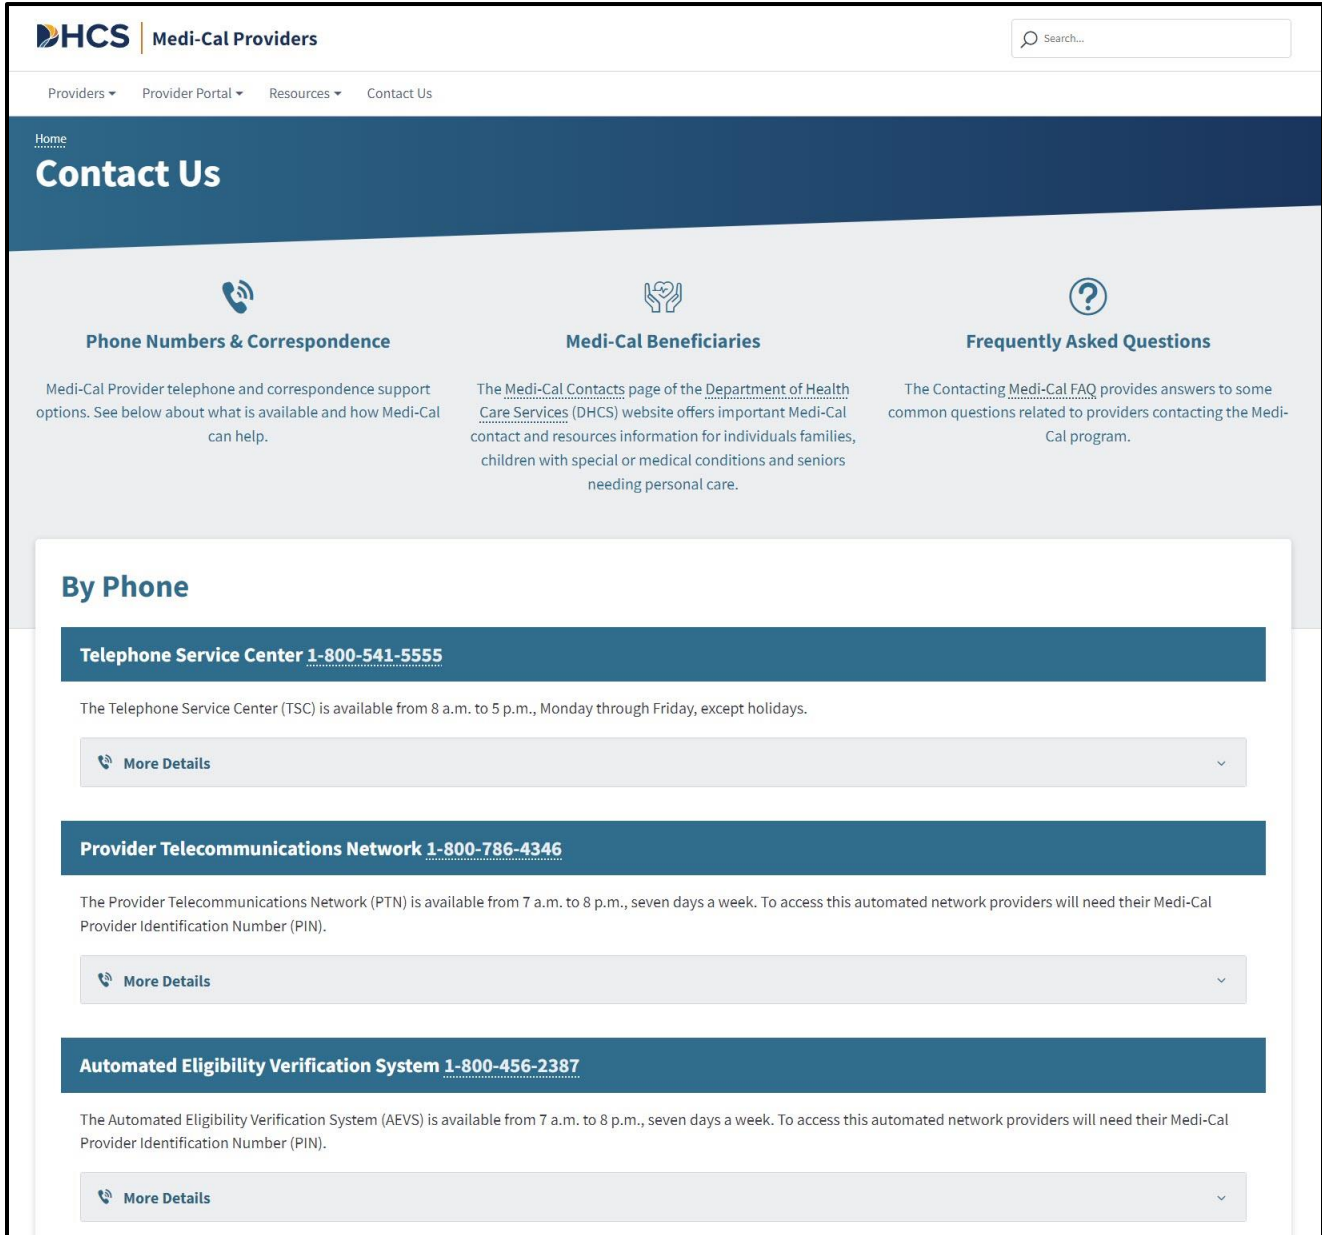 DHCS Medi-Cal Providers
Search...
Providers Provider Portal Resources Contact Us
Home
Contact Us
Phone Numbers & Correspondence
Medi-Cal Provider telephone and correspondence support
options. See below about what is available and how Medi-Cal
can help.
Medi-Cal Beneficiaries
The Medi-Cal Contacts page of the Department of Health
Care Services (DHCS) website offers important Medi-Cal
contact and resources information for individuals families,
children with special or medical conditions and seniors
needing personal care.
Frequently Asked Questions
The Contacting Medi-Cal FAQ provides answers to some
common questions related to providers contacting the Medi-
Cal program.
By Phone
Telephone Service Center 1-800-541-5555
The Telephone Service Center (TSC) is available from 8 a.m. to 5 p.m., Monday through Friday, except holidays.
More Details
Provider Telecommunications Network 1-800-786-4346
The Provider Telecommunications Network (PTN) is available from 7 a.m. to 8 p.m., seven days a week. To access this automated network providers will need their Medi-Cal
Provider Identification Number (PIN).
More Details
Automated Eligibility Verification System 1-800-456-2387
The Automated Eligibility Verification System (AEVS) is available from 7 a.m. to 8 p.m., seven days a week. To access this automated network providers will need their Medi-Cal
Provider Identification Number (PIN).
More Details